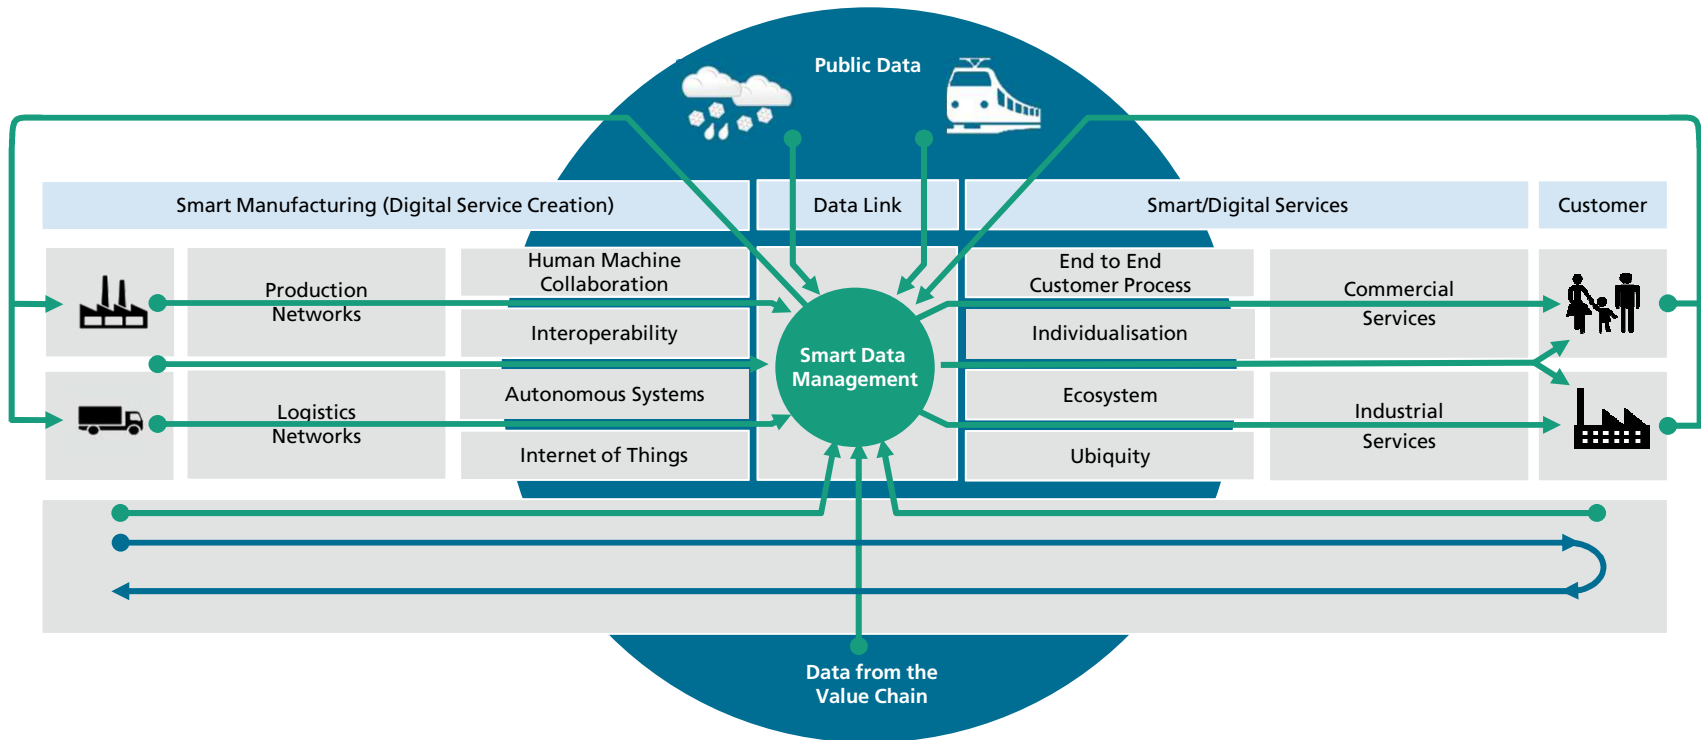 Public Data
Smart Manufacturing (Digital Service Creation)
Data Link
Smart/Digital Services
Customer
Production
Networks
Logistics
Networks
Human Machine
Collaboration
Interoperability
Autonomous Systems
Internet of Things
Smart Data
Management
End to End
Customer Process
Individualisation
Ecosystem
Ubiquity
Commercial
Services
Industrial
Services
Data from the
Value Chain